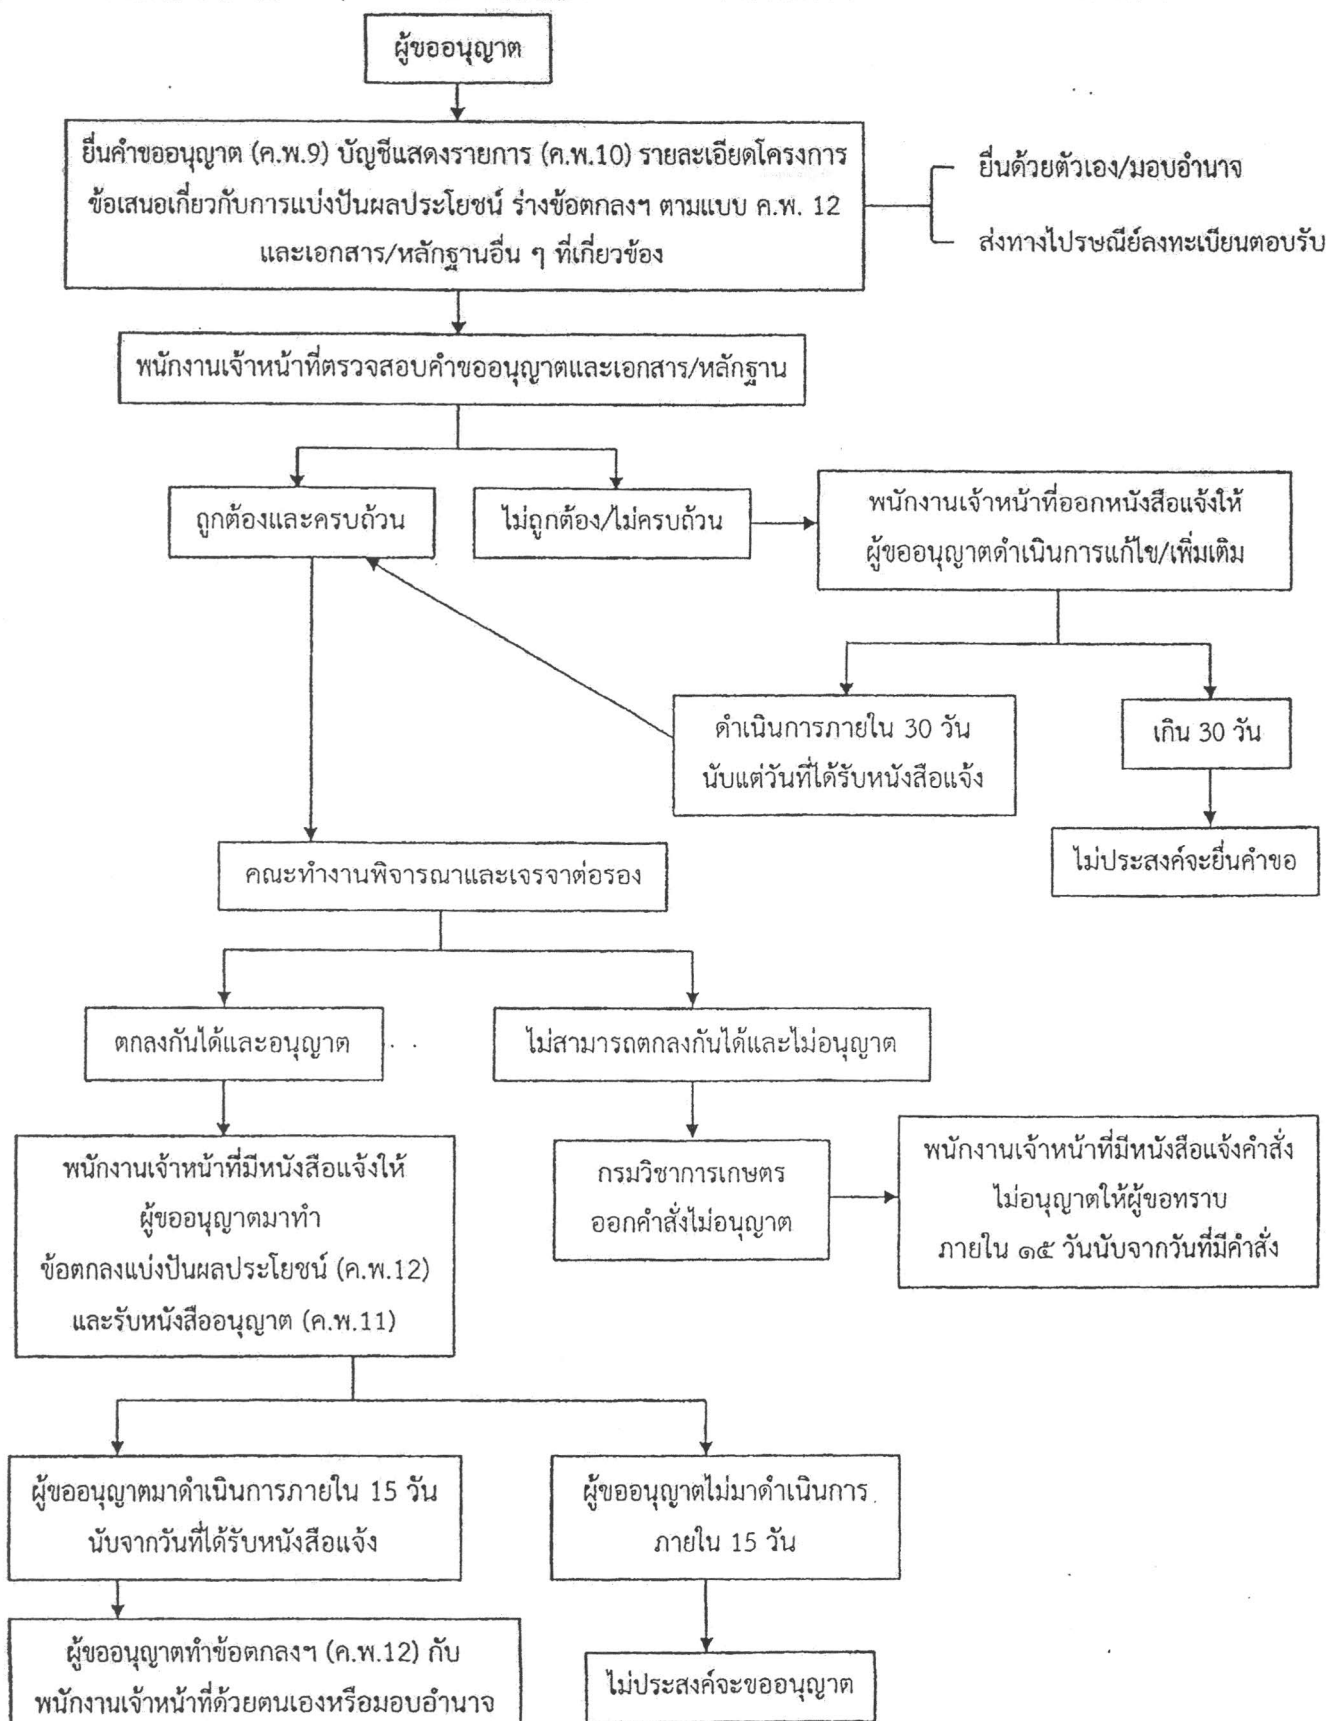 ผู้ขออนุญาต
ยื่นคำขออนุญาต (ค.พ.9) บัญชีแสดงรายการ (ค.พ.10) รายละเอียดโครงการ
ข้อเสนอเกี่ยวกับการแบ่งปันผลประโยชน์ ร่างข้อตกลงฯ ตามแบบ ค.พ. 12
และเอกสาร/หลักฐานอื่น ๆ ที่เกี่ยวข้อง
ยื่นด้วยตัวเอง/มอบอำนาจ
ส่งทางไปรษณีย์ลงทะเบียนตอบรับ
พนักงานเจ้าหน้าที่ตรวจสอบคำขออนุญาตและเอกสาร/หลักฐาน
ถูกต้องและครบถ้วน
ไม่ถูกต้อง/ไม่ครบถ้วน
พนักงานเจ้าหน้าที่ออกหนังสือแจ้งให้
ผู้ขออนุญาตดำเนินการแก้ไข/เพิ่มเติม
ดำเนินการภายใน 30 วัน
นับแต่วันที่ได้รับหนังสือแจ้ง
เกิน 30 วัน
ไม่ประสงค์จะยื่นคำขอ
คณะทำงานพิจารณาและเจรจาต่อรอง
ตกลงกันได้และอนุญาต
ไม่สามารถตกลงกันได้และไม่อนุญาต
พนักงานเจ้าหน้าที่มีหนังสือแจ้งให้
ผู้ขออนุญาตมาทำ
ข้อตกลงแบ่งปันผลประโยชน์ (ค.พ.12)
และรับหนังสืออนุญาต (ค.พ.11)
กรมวิชาการเกษตร
ออกคำสั่งไม่อนุญาต
พนักงานเจ้าหน้าที่มีหนังสือแจ้งคำสั่ง
ไม่อนุญาตให้ผู้ขอทราบ
ภายใน ๑๕ วันนับจากวันที่มีคำสั่ง
ผู้ขออนุญาตมาดำเนินการภายใน 15 วัน
นับจากวันที่ได้รับหนังสือแจ้ง
ผู้ขออนุญาตไม่มาดำเนินการ
ภายใน 15 วัน
ผู้ขออนุญาตทำข้อตกลงฯ (ค.พ.12) กับ
พนักงานเจ้าหน้าที่ด้วยตนเองหรือมอบอำนาจ
ไม่ประสงค์จะขออนุญาต